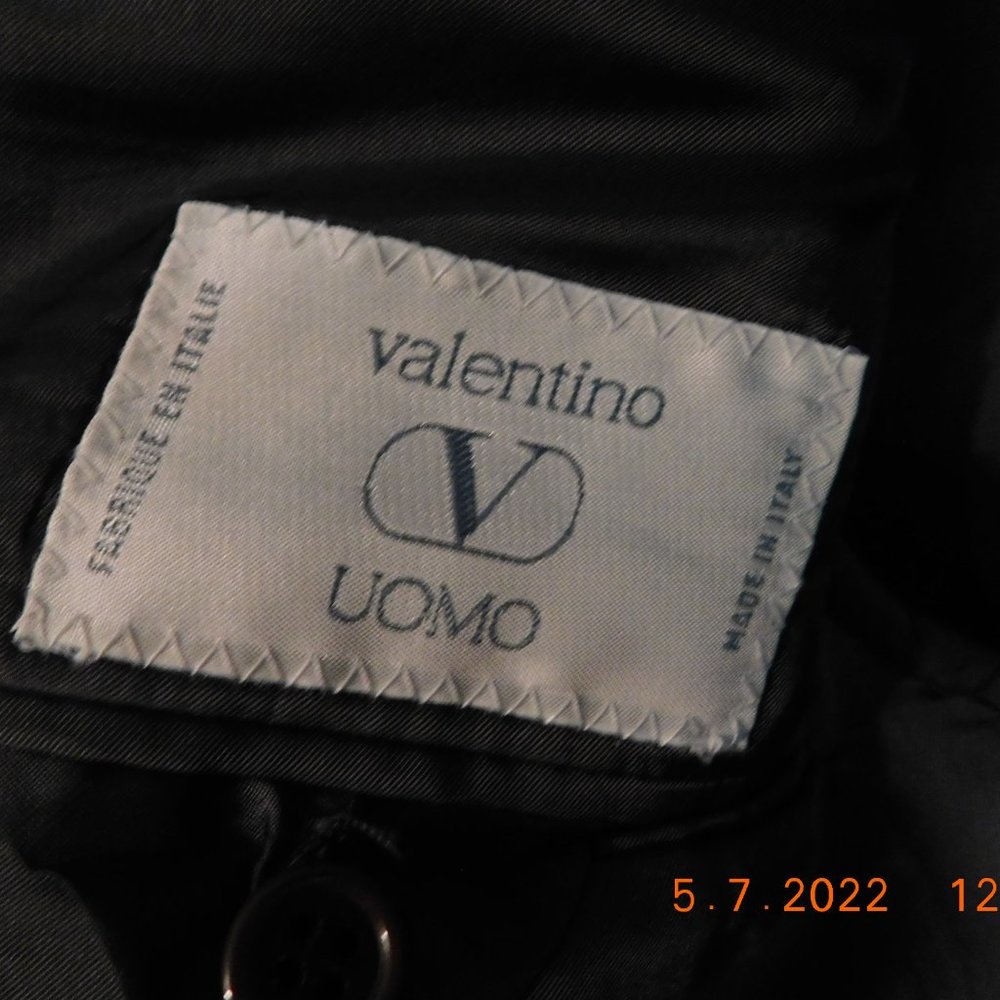 FABRIQUE EN ITALIE
valentino
V
UOMO
MADE IN ITALY
5.7.2022 12